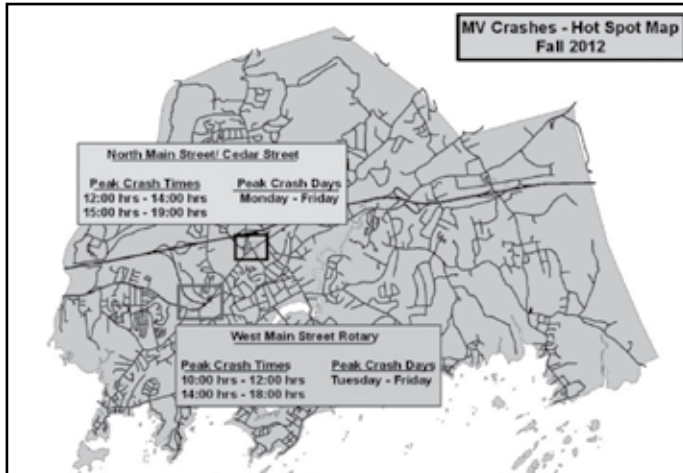 MV Crashes - Hot Spot Map
Fall 2012
North Main Street/ Cedar Street
Peak Crash Times Peak Crash Days
12:00 hrs - 14:00 hrs Monday - Friday
15:00 hrs - 19:00 hrs
West Main Street Rotary
Peak Crash Times Peak Crash Days
10:00 hrs - 12:00 hrs Tuesday - Friday
14:00 hrs - 18:00 hrs